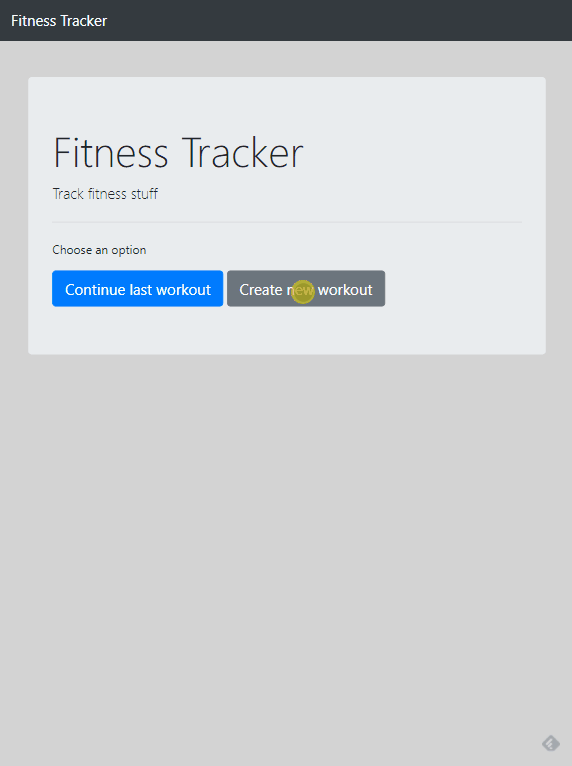 Fitness Tracker
Fitness Tracker
Track fitness stuff
Choose an option
Continue last workout Create new workout